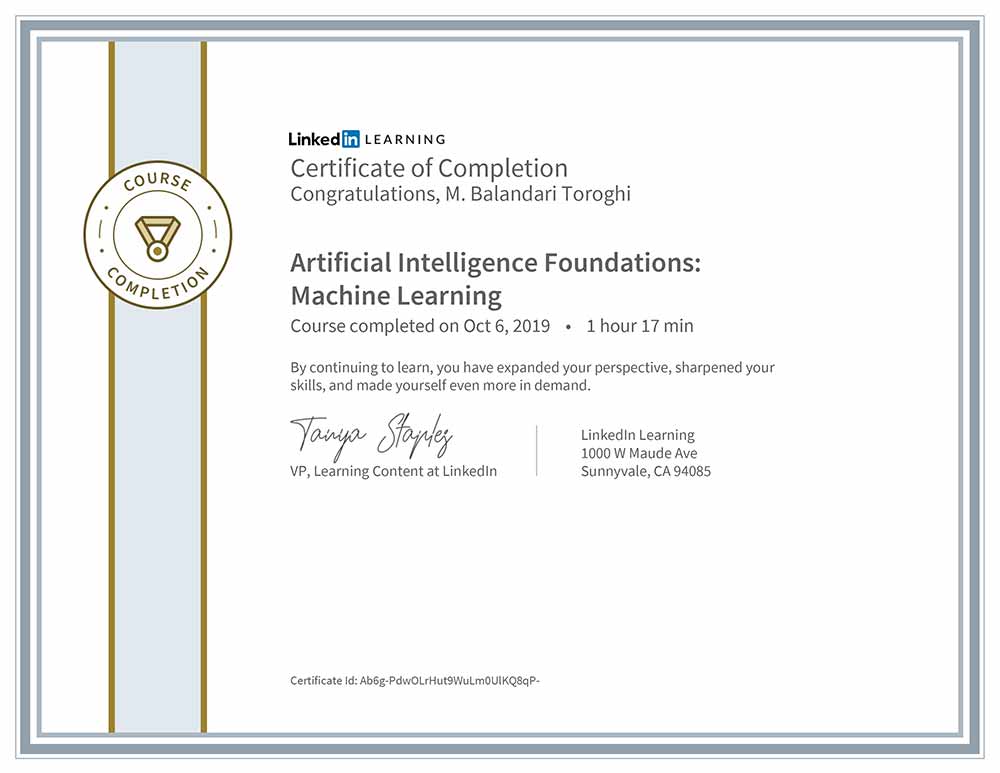 COURSE
COMPLETION
Linkedin LEARNING
Certificate of Completion
Congratulations, M. Balandari Toroghi
Artificial Intelligence Foundations:
Machine Learning
Course completed on Oct 6, 2019 • 1 hour 17 min
By continuing to learn, you have expanded your perspective, sharpened your
skills, and made yourself even more in demand.
Tanya Staples
VP, Learning Content at LinkedIn
LinkedIn Learning
1000 W Maude Ave
Sunnyvale, CA 94085
Certificate Id: Ab6g-PdwOLrHut9WuLm0UlKQ8qP-